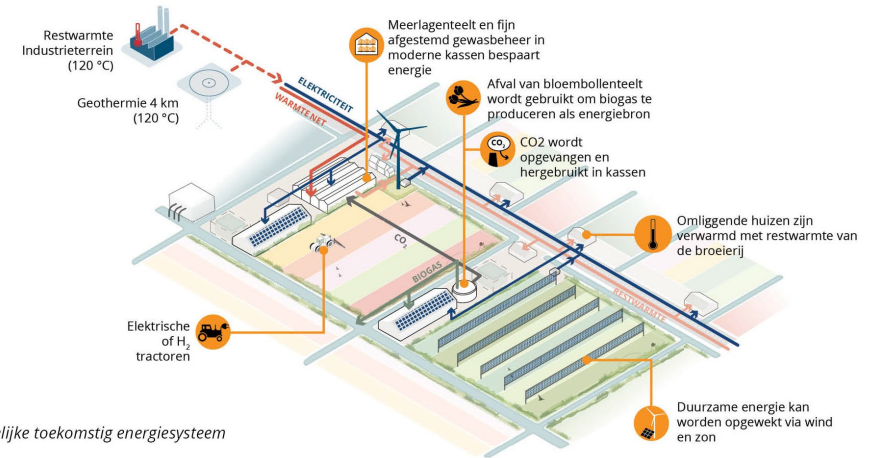 Restwarmte
Industrieterrein
(120 °C)
Geothermie 4 km
(120 °C)
ELEKTRICITEIT
WARMTE NET
Meerlagenteelt en fijn
afgestemd gewasbeheer in
moderne kassen bespaart
energie
Afval van bloembollenteelt
wordt gebruikt om biogas te
produceren als energiebron
CO₂
CO2 wordt
opgevangen en
hergebruikt in kassen
Omliggende huizen zijn
verwarmd met restwarmte van
de broeierij
CO₂
BIOGAS
RESTWARMTE
Elektrische
of H₂
tractoren
Duurzame energie kan
worden opgewekt via wind
en zon
lijke toekomstig energiesysteem